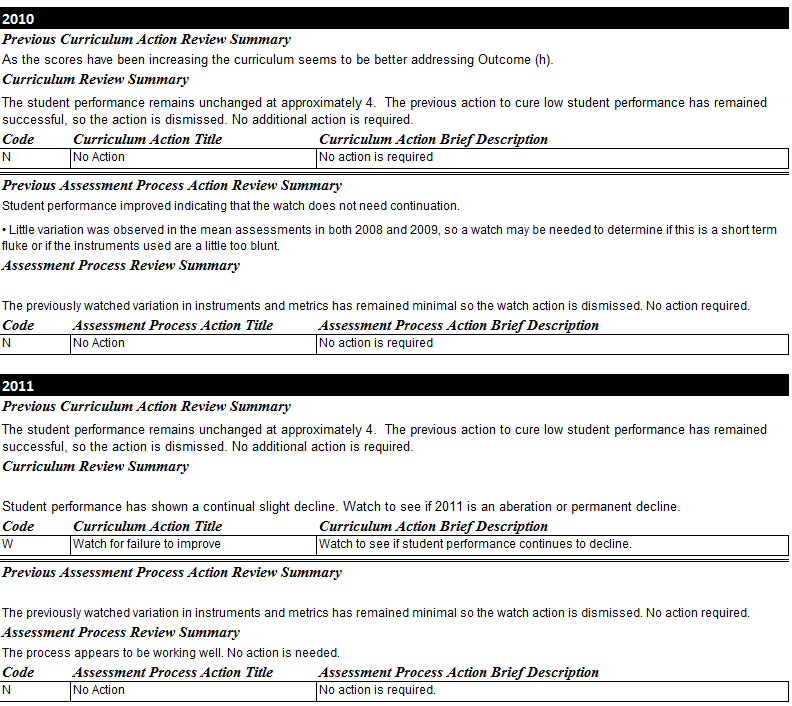 2010
Previous Curriculum Action Review Summary
As the scores have been increasing the curriculum seems to be better addressing Outcome (h).
Curriculum Review Summary
The student performance remains unchanged at approximately 4.  The previous action to cure low student performance has remained
successful, so the action is dismissed. No additional action is required.
Code Curriculum Action Title Curriculum Action Brief Description
N No Action No action is required
Previous Assessment Process Action Review Summary
Student performance improved indicating that the watch does not need continuation.
• Little variation was observed in the mean assessments in both 2008 and 2009, so a watch may be needed to determine if this is a short term
fluke or if the instruments used are a little too blunt.
Assessment Process Review Summary
The previously watched variation in instruments and metrics has remained minimal so the watch action is dismissed. No action required.
Code Assessment Process Action Title Assessment Process Action Brief Description
N No Action No action is required
2011
Previous Curriculum Action Review Summary
The student performance remains unchanged at approximately 4.  The previous action to cure low student performance has remained
successful, so the action is dismissed. No additional action is required.
Curriculum Review Summary
Student performance has shown a continual slight decline. Watch to see if 2011 is an aberation or permanent decline.
Code Curriculum Action Title Curriculum Action Brief Description
W Watch for failure to improve Watch to see if student performance continues to decline.
Previous Assessment Process Action Review Summary
The previously watched variation in instruments and metrics has remained minimal so the watch action is dismissed. No action required.
Assessment Process Review Summary
The process appears to be working well. No action is needed.
Code Assessment Process Action Title Assessment Process Action Brief Description
N No Action No action is required.